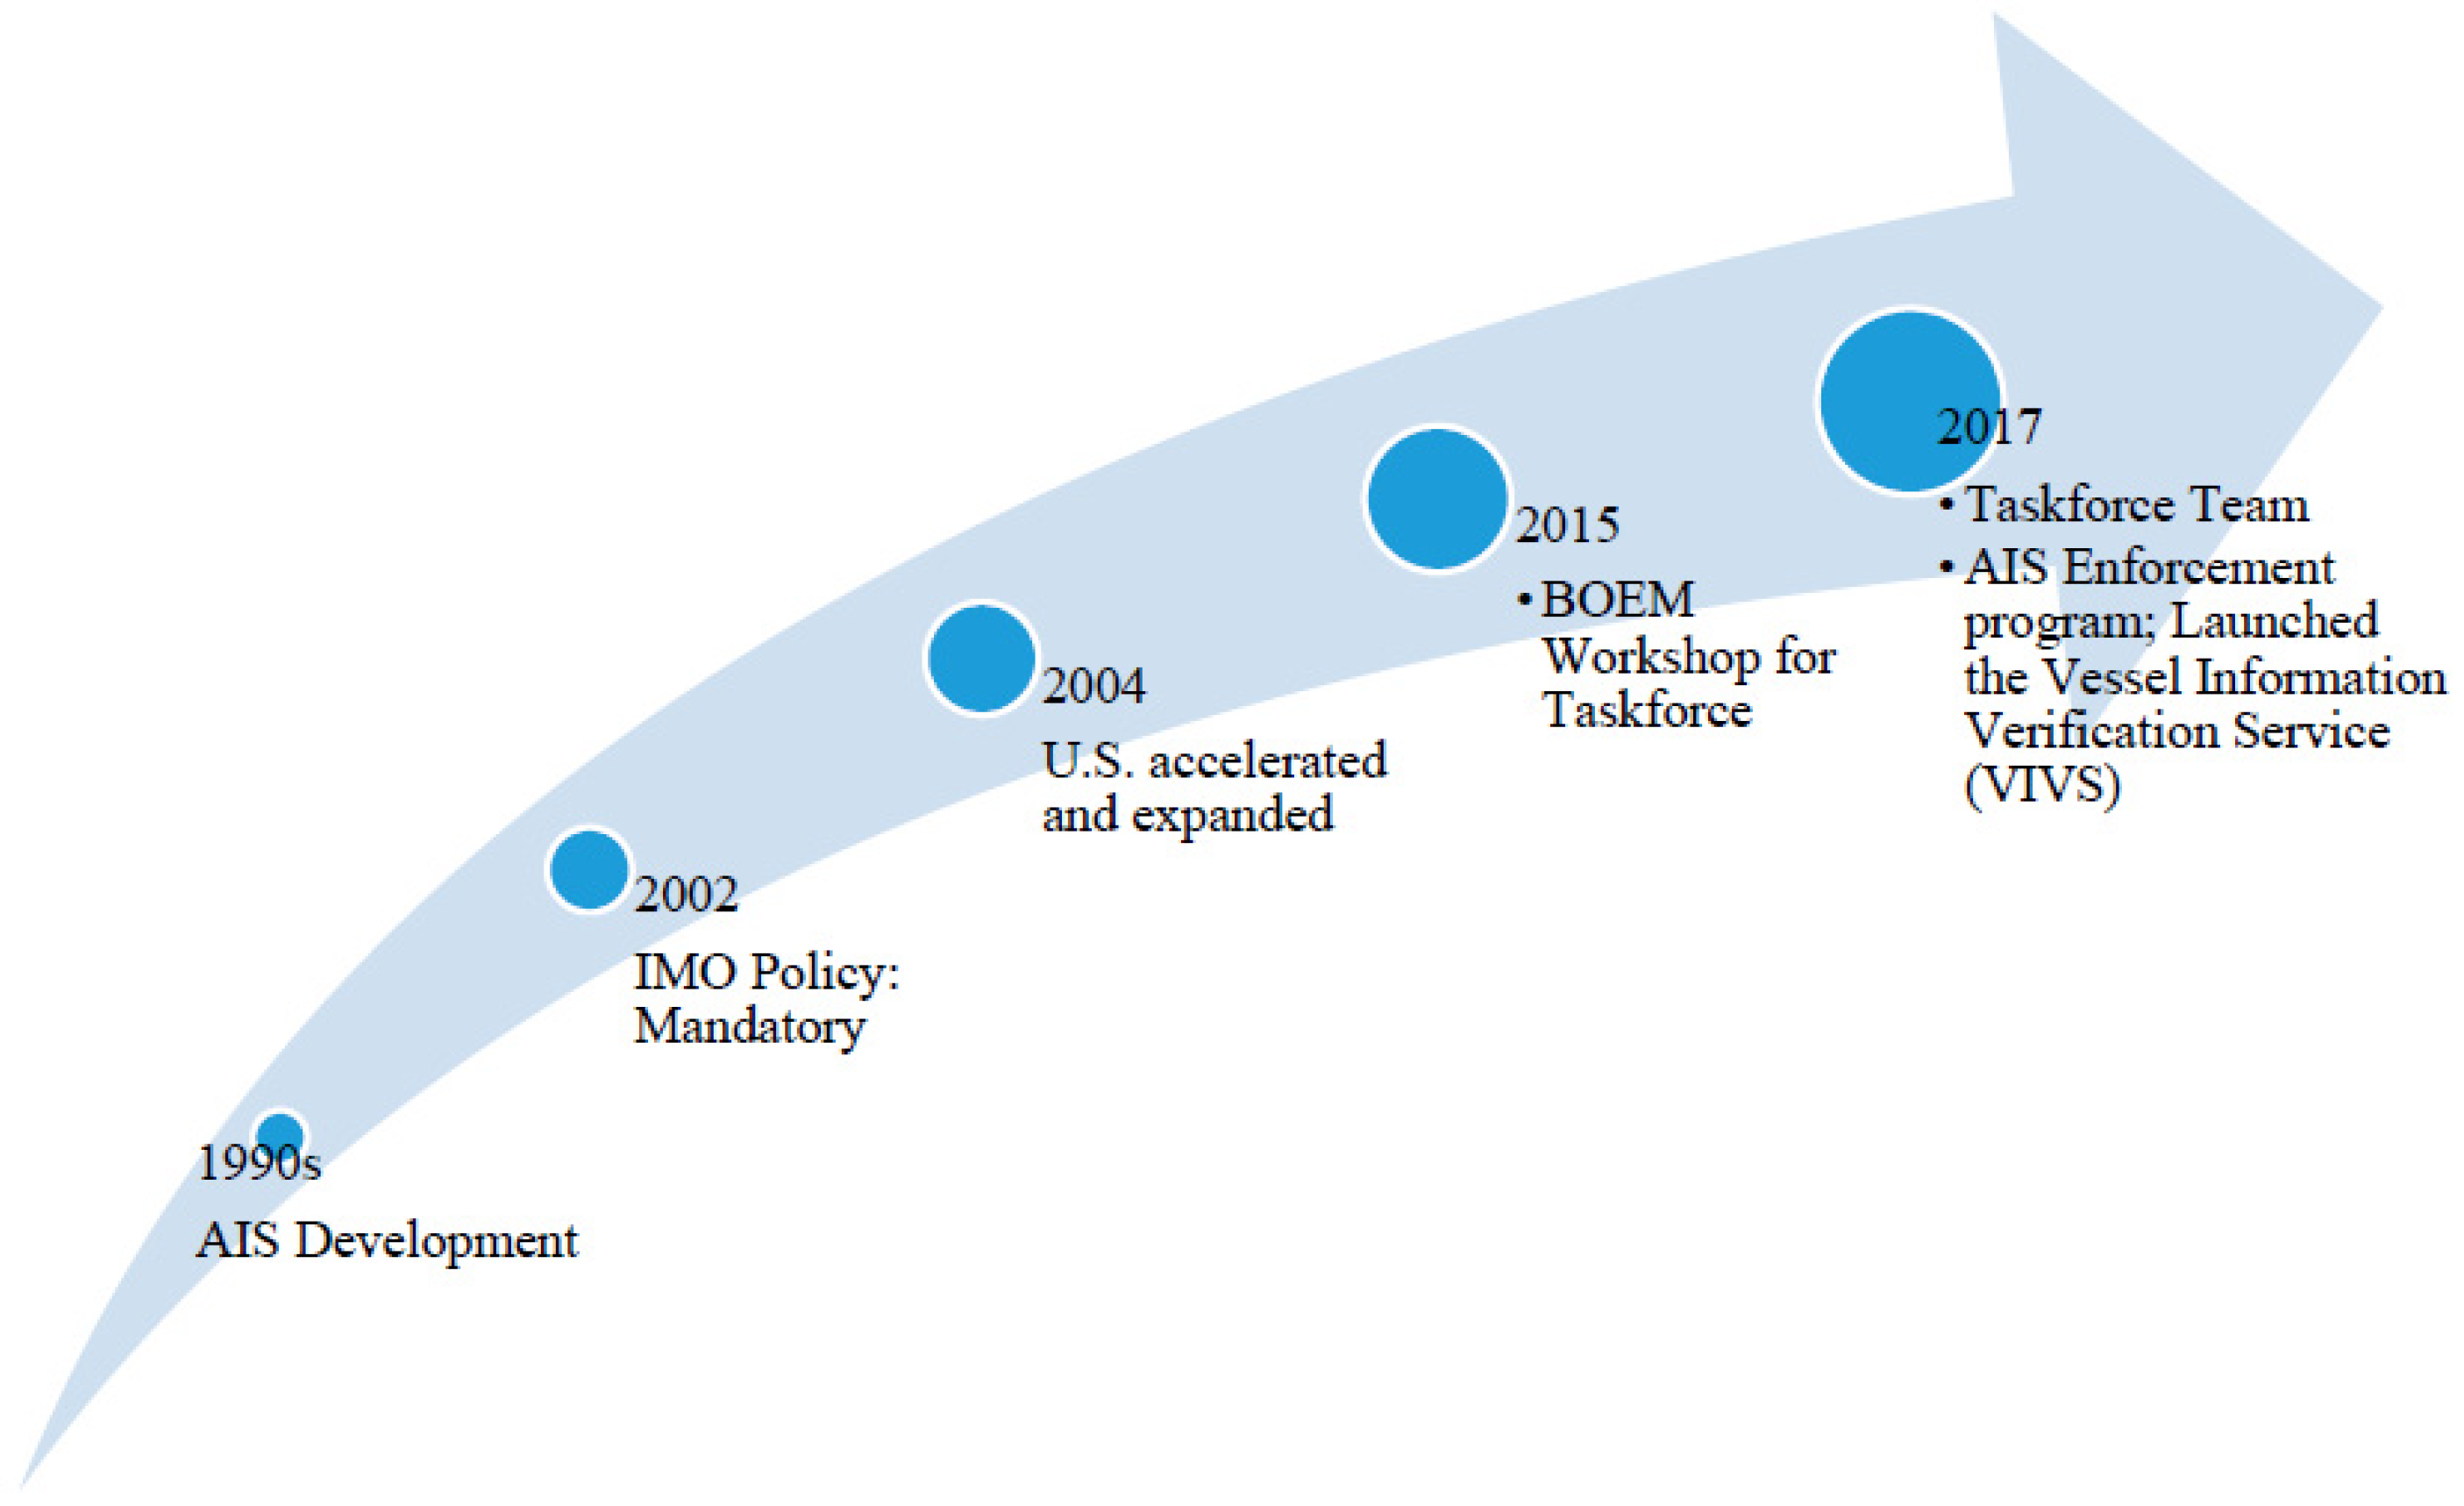 1990s
AIS Development
2002
IMO Policy:
Mandatory
2004
U.S. accelerated
and expanded
2015
• BOEM
Workshop for
Taskforce
2017
• Taskforce Team
• AIS Enforcement
program; Launched
the Vessel Information
Verification Service
(VIVS)